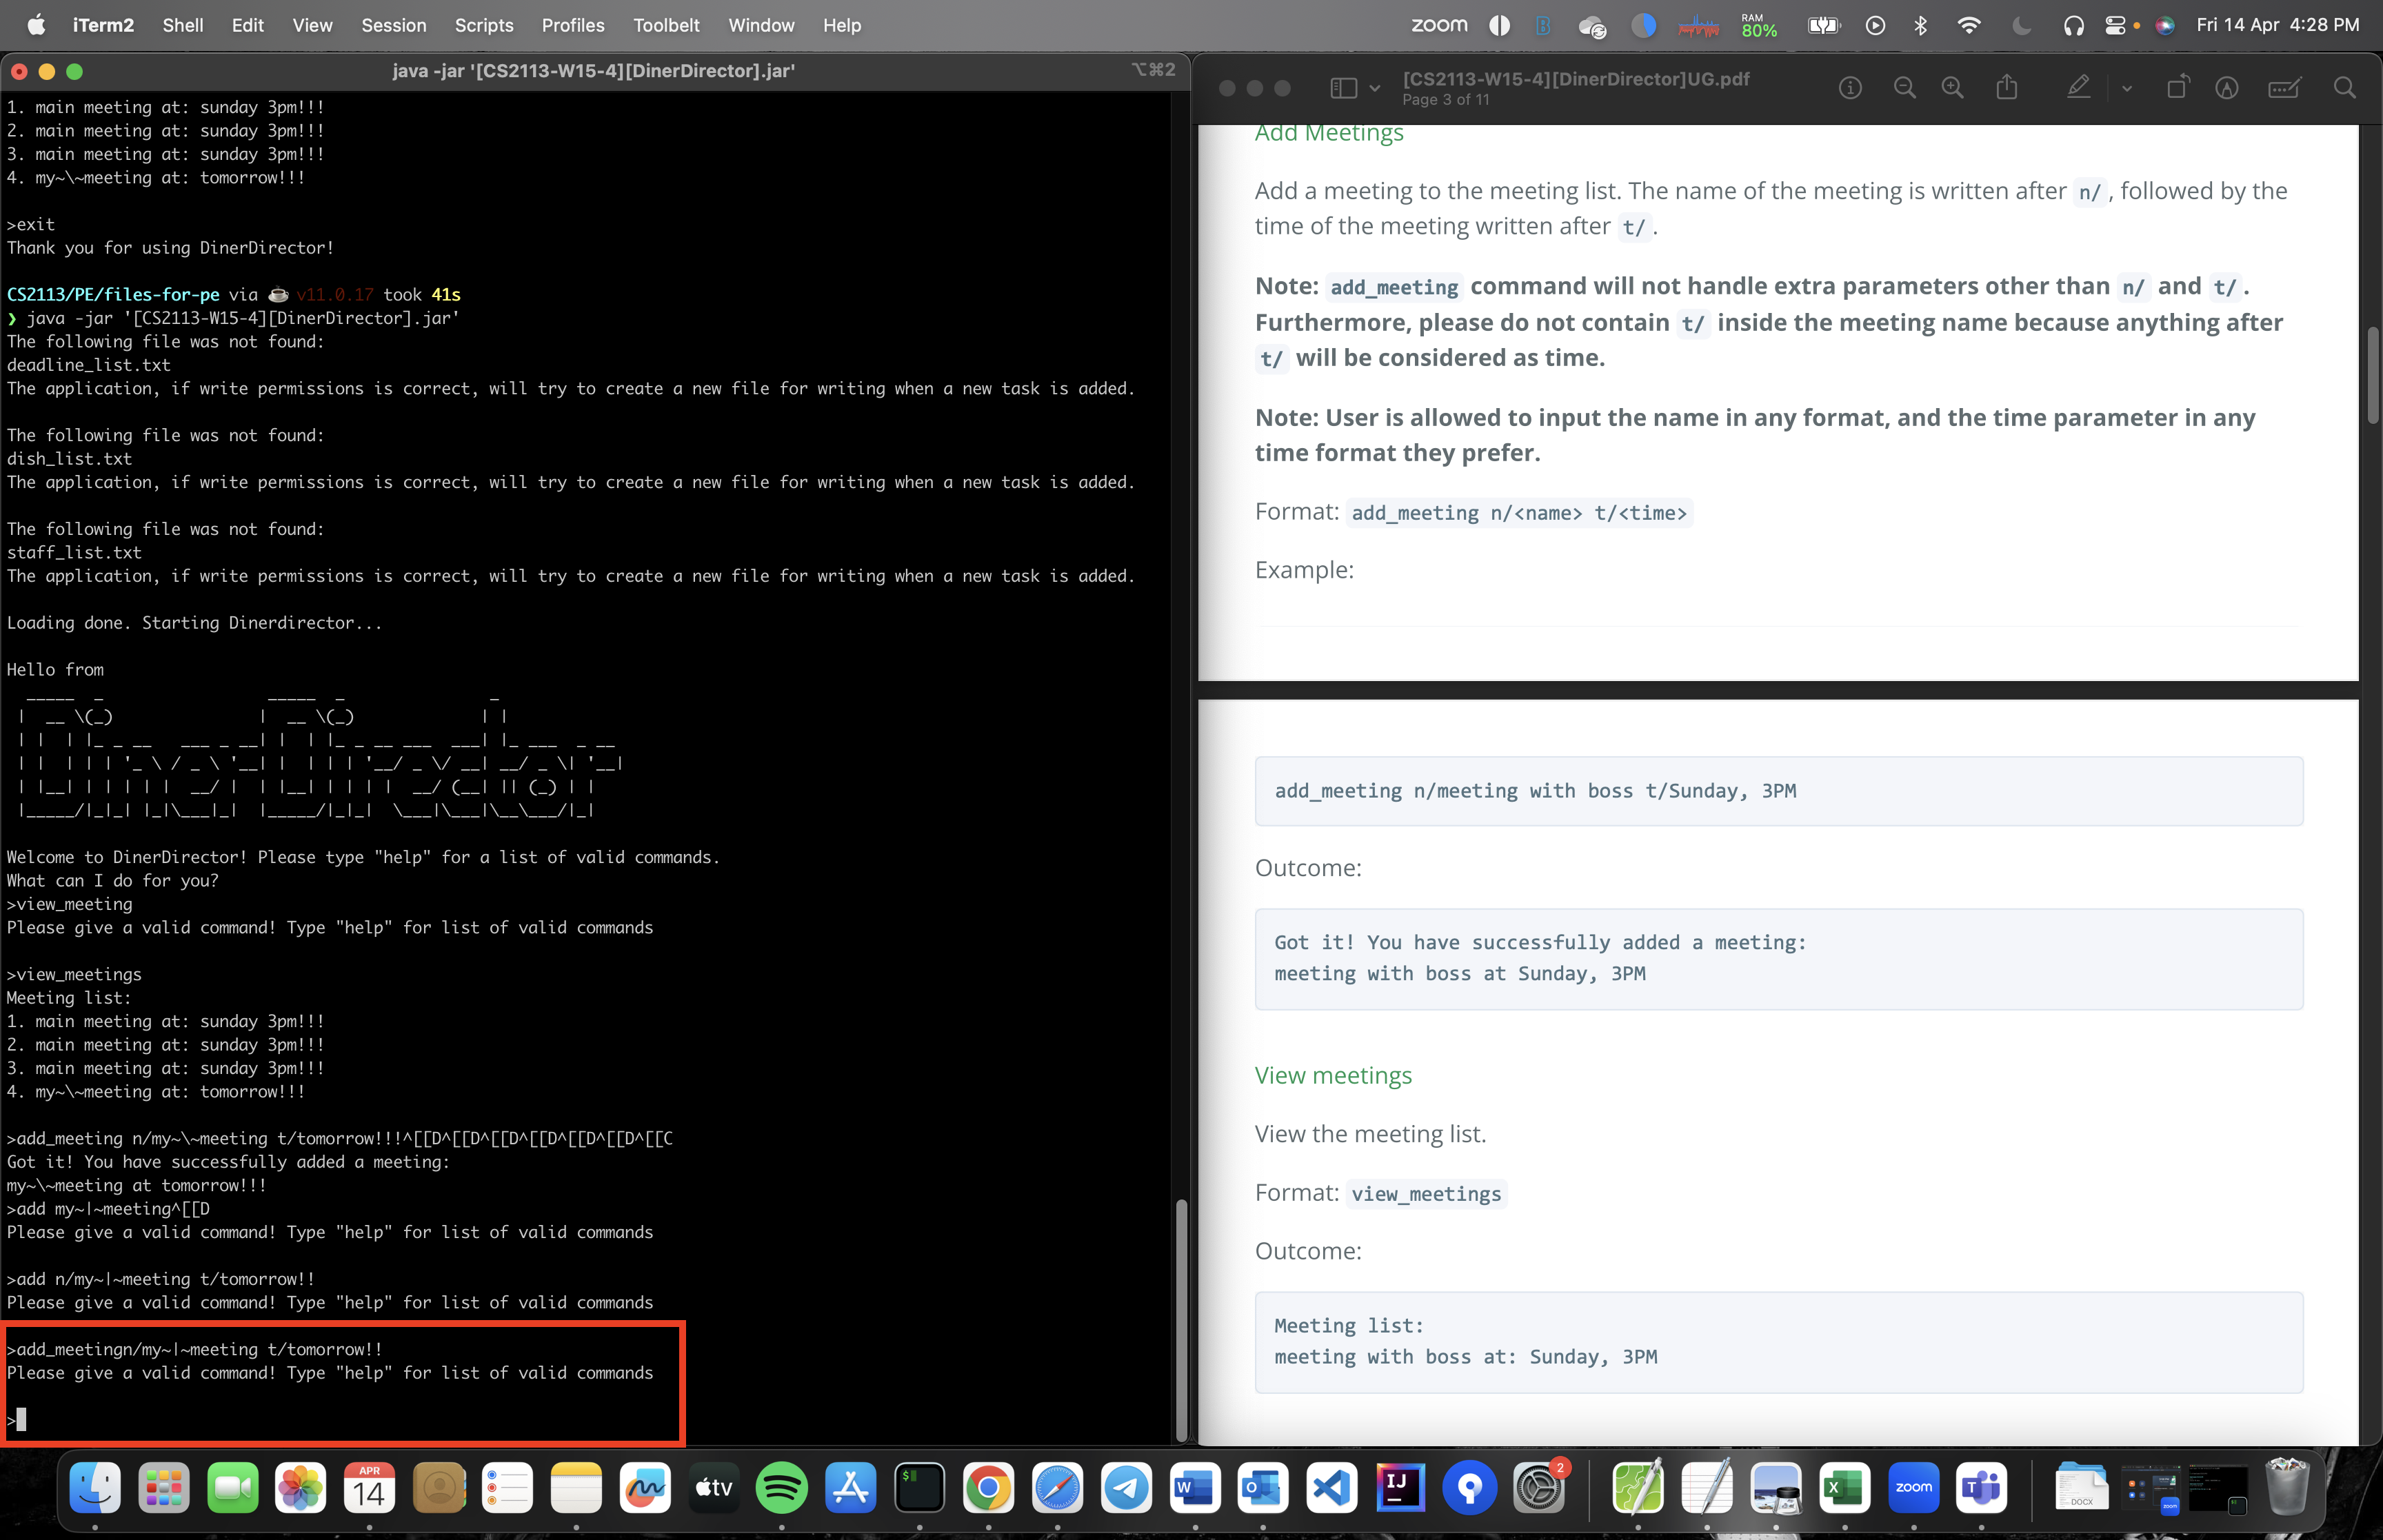 iTerm2 Shell Edit View Session Scripts Profiles Toolbelt Window Help
zoom RAM 80% Fri 14 Apr 4:28 PM
java -jar '[CS2113-W15-4][DinerDirector].jar' ⌥⌘2
1. main meeting at: sunday 3pm!!!
2. main meeting at: sunday 3pm!!!
3. main meeting at: sunday 3pm!!!
4. my~\~meeting at: tomorrow!!!
>exit
Thank you for using DinerDirector!
CS2113/PE/files-for-pe via ☕ v11.0.17 took 41s
❯ java -jar '[CS2113-W15-4][DinerDirector].jar'
The following file was not found:
deadline_list.txt
The application, if write permissions is correct, will try to create a new file for writing when a new task is added.
The following file was not found:
dish_list.txt
The application, if write permissions is correct, will try to create a new file for writing when a new task is added.
The following file was not found:
staff_list.txt
The application, if write permissions is correct, will try to create a new file for writing when a new task is added.
Loading done. Starting Dinerdirector...
Hello from
DinerDirector
Welcome to DinerDirector! Please type "help" for a list of valid commands.
What can I do for you?
>view_meeting
Please give a valid command! Type "help" for list of valid commands
>view_meetings
Meeting list:
1. main meeting at: sunday 3pm!!!
2. main meeting at: sunday 3pm!!!
3. main meeting at: sunday 3pm!!!
4. my~\~meeting at: tomorrow!!!
>add_meeting n/my~\~meeting t/tomorrow!!!^[[D^[[D^[[D^[[D^[[D^[[D^[[C
Got it! You have successfully added a meeting:
my~\~meeting at tomorrow!!!
>add my~|~meeting^[[D
Please give a valid command! Type "help" for list of valid commands
>add n/my~|~meeting t/tomorrow!!
Please give a valid command! Type "help" for list of valid commands
>add_meetingn/my~|~meeting t/tomorrow!!
Please give a valid command! Type "help" for list of valid commands
>
[CS2113-W15-4][DinerDirector]UG.pdf
Page 3 of 11
Add Meetings
Add a meeting to the meeting list. The name of the meeting is written after n/, followed by the
time of the meeting written after t/.
Note: add_meeting command will not handle extra parameters other than n/ and t/.
Furthermore, please do not contain t/ inside the meeting name because anything after
t/ will be considered as time.
Note: User is allowed to input the name in any format, and the time parameter in any
time format they prefer.
Format: add_meeting n/<name> t/<time>
Example:
add_meeting n/meeting with boss t/Sunday, 3PM
Outcome:
Got it! You have successfully added a meeting:
meeting with boss at Sunday, 3PM
View meetings
View the meeting list.
Format: view_meetings
Outcome:
Meeting list:
meeting with boss at: Sunday, 3PM
APR
14
tv
$
W
O
IJ
2
X
zoom
T
DOCX